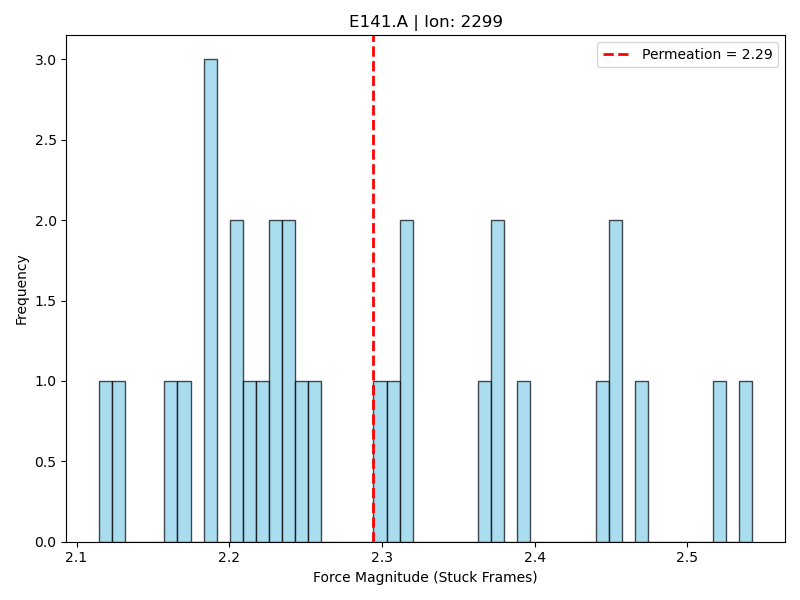 E141.A | Ion: 2299
Permeation = 2.29
Frequency
3.0
2.5
2.0
1.5
1.0
0.5
0.0
2.1 2.2 2.3 2.4 2.5
Force Magnitude (Stuck Frames)